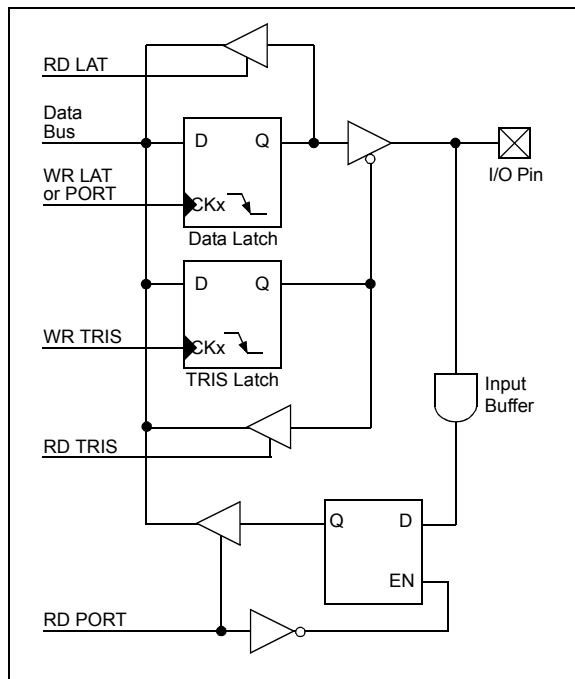 RD LAT
Data
Bus
D
Q
WR LAT
or PORT
CKx
Data Latch
I/O Pin
D
Q
WR TRIS
CKx
TRIS Latch
Input
Buffer
RD TRIS
Q
D
EN
RD PORT